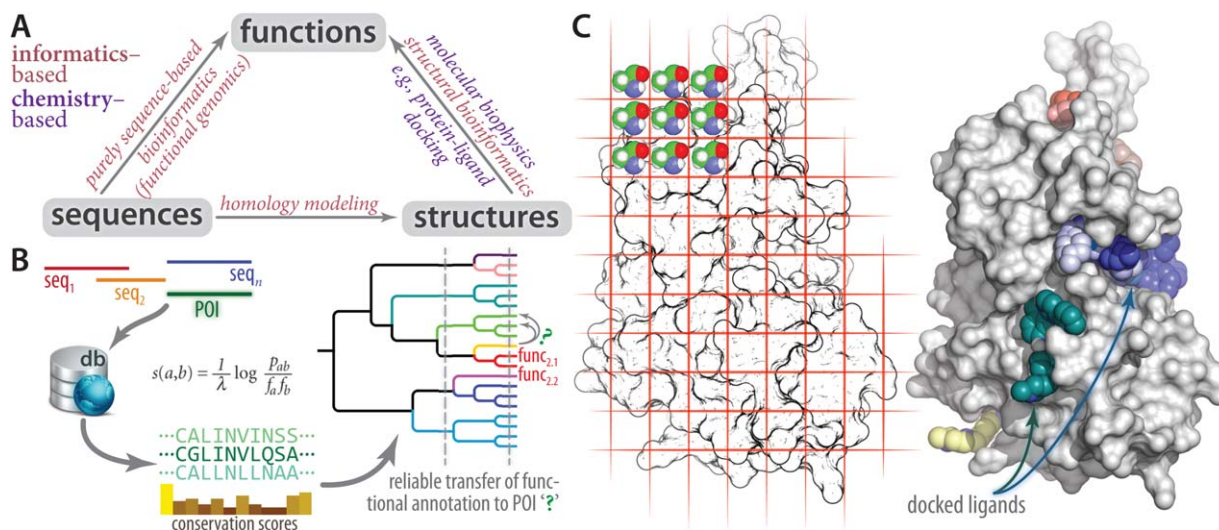 A
informatics–
based
chemistry–
based
functions
purely sequence-based
bioinformatics
(functional genomics)
molecular biophysics
structural bioinformatics
e.g., protein-ligand
docking
sequences
homology modeling
structures
B
seq1
seq2
seqn
POI
db
s(a,b) = 1/λ log pab/fafb
···CALINVINSS···
···CGLINVLQSA···
···CALLNLLNAA···
conservation scores
?
func2.1
func2.2
reliable transfer of func-
tional annotation to POI ‘?’
C
docked ligands